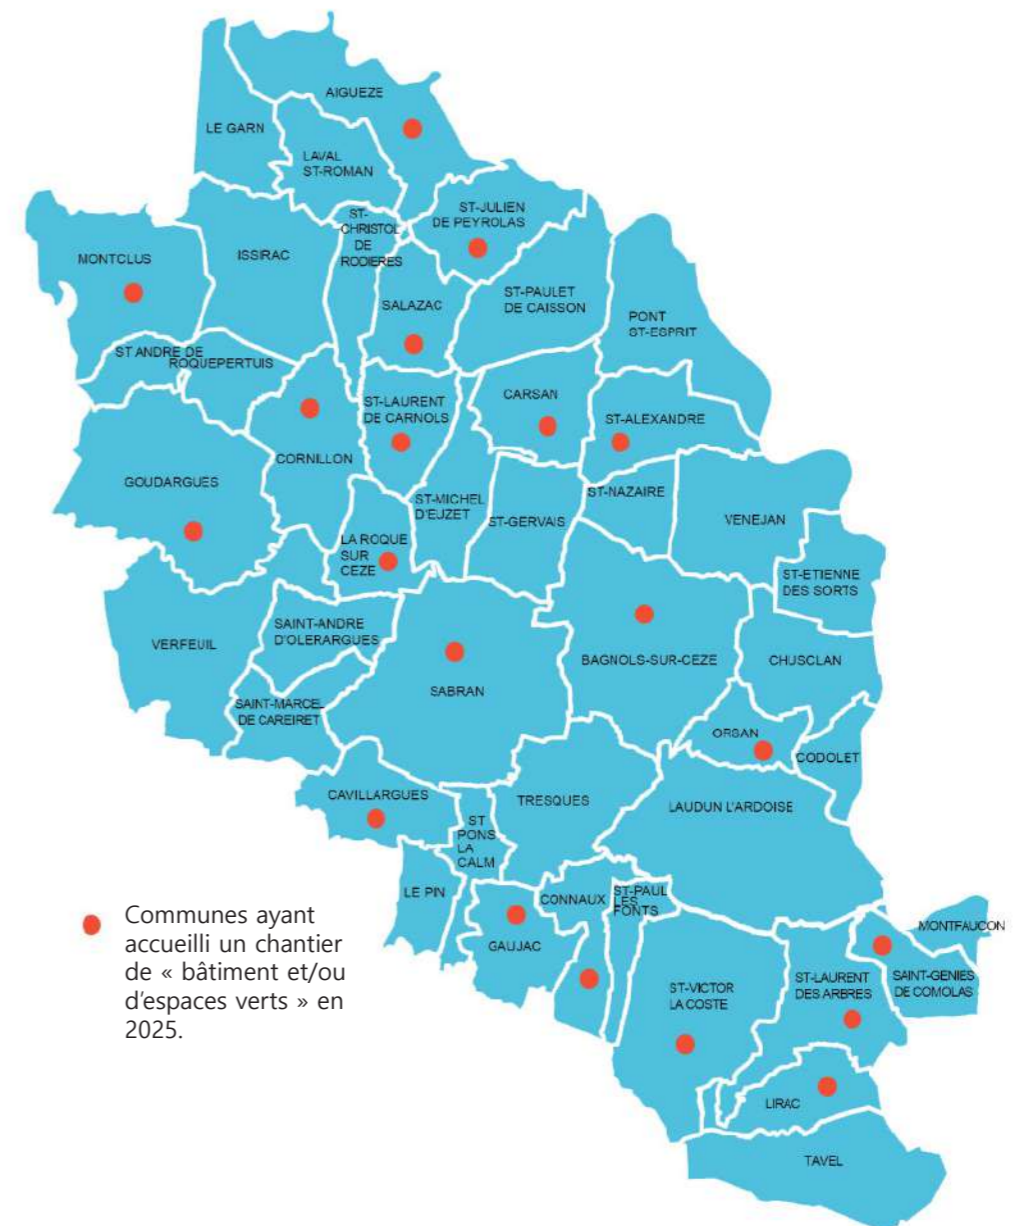 AIGUEZE
LE GARN
LAVAL
ST-ROMAN
ST-JULIEN
DE PEYROLAS
ST-
CHRISTOL
DE
RODIERES
MONTCLUS
ISSIRAC
SALAZAC
ST-PAULET
DE CAISSON
PONT
ST-ESPRIT
ST ANDRE DE
ROQUEPERTUIS
ST-LAURENT
DE CARNOLS
CARSAN
ST-ALEXANDRE
CORNILLON
GOUDARGUES
ST-MICHEL
D'EUZET
ST-GERVAIS
ST-NAZAIRE
VENEJAN
LA ROQUE
SUR
CEZE
ST-ETIENNE
DES SORTS
VERFEUIL
SAINT-ANDRE
D'OLERARGUES
SABRAN
BAGNOLS-SUR-CEZE
CHUSCLAN
SAINT-MARCEL
DE CAREIRET
ORSAN
CODOLET
CAVILLARGUES
ST
PONS
LA
CALM
TRESQUES
LAUDUN L'ARDOISE
LE PIN
CONNAUX
ST-PAUL
LES
FONTS
GAUJAC
MONTFAUCON
ST-VICTOR
LA COSTE
ST-LAURENT
DES ARBRES
SAINT-GENIES
DE COMOLAS
LIRAC
TAVEL
Communes ayant
accueilli un chantier
de « bâtiment et/ou
d'espaces verts » en
2025.